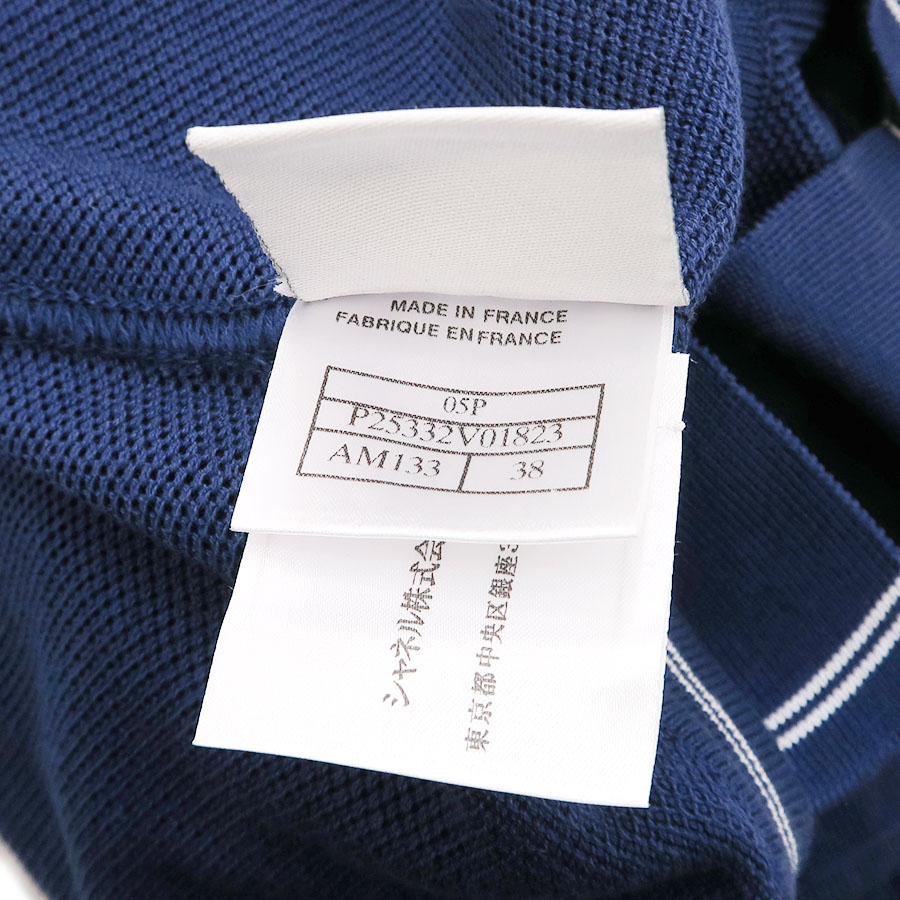 MADE IN FRANCE
FABRIQUE EN FRANCE
05P
P25332V01823
AM133 38
シャネル株式会
東京都中央区銀座3